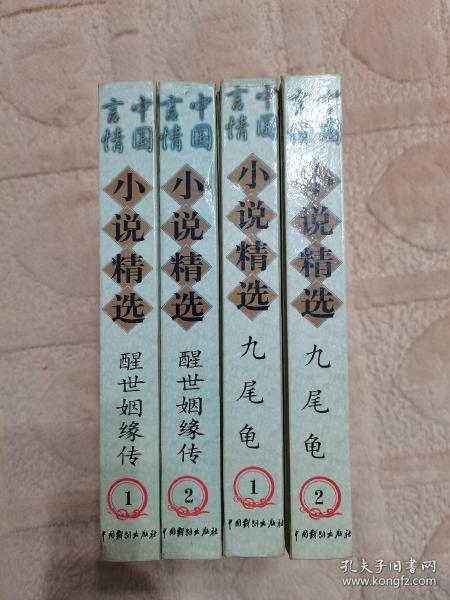 中国
言情
小说精选
醒世姻缘传
1
中国戏剧出版社
中国
言情
小说精选
醒世姻缘传
2
中国戏剧出版社
中国
言情
小说精选
九尾龟
1
中国戏剧出版社
中国
言情
小说精选
九尾龟
2
中国戏剧出版社
孔夫子旧书网
www.kongfz.com